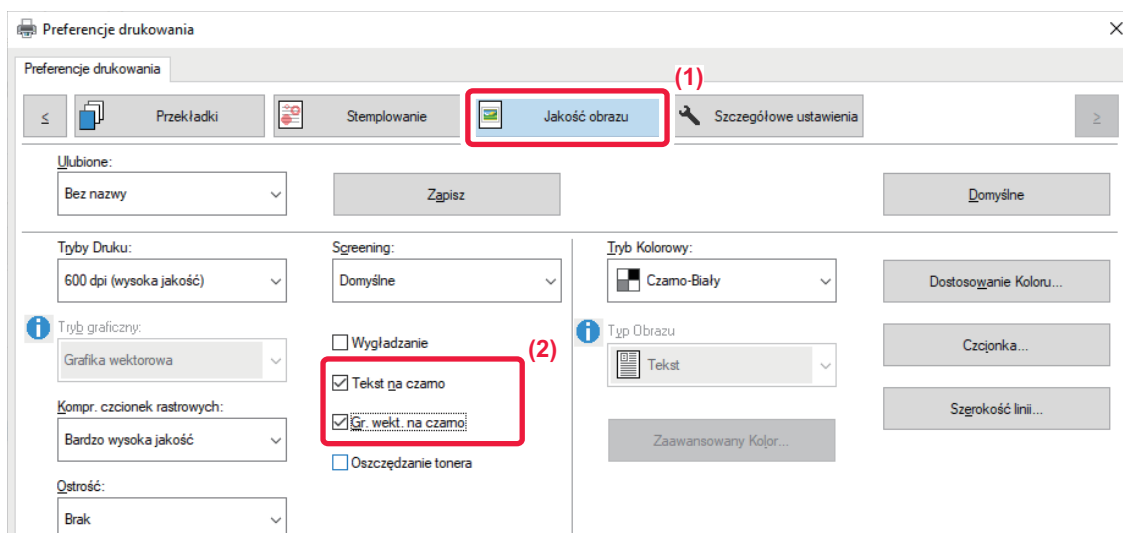 Preferencje drukowania
Preferencje drukowania
(1)
≤ Przekładki Stemplowanie Jakość obrazu Szczegółowe ustawienia ≥
Ulubione:
Bez nazwy Zapisz Domyślne
Tryby Druku: Screening: Tryb Kolorowy:
600 dpi (wysoka jakość) Domyślne Czarno-Biały Dostosowanie Koloru...
Tryb graficzny: Wygładzanie (2) Typ Obrazu
Grafika wektorowa Tekst na czarno Tekst Czcjonka...
Kompr. czcionek rastrowych: Gr. wekt. na czarno Szerokość linii...
Bardzo wysoka jakość Oszczędzanie tonera Zaawansowany Kolor...
Ostrość:
Brak